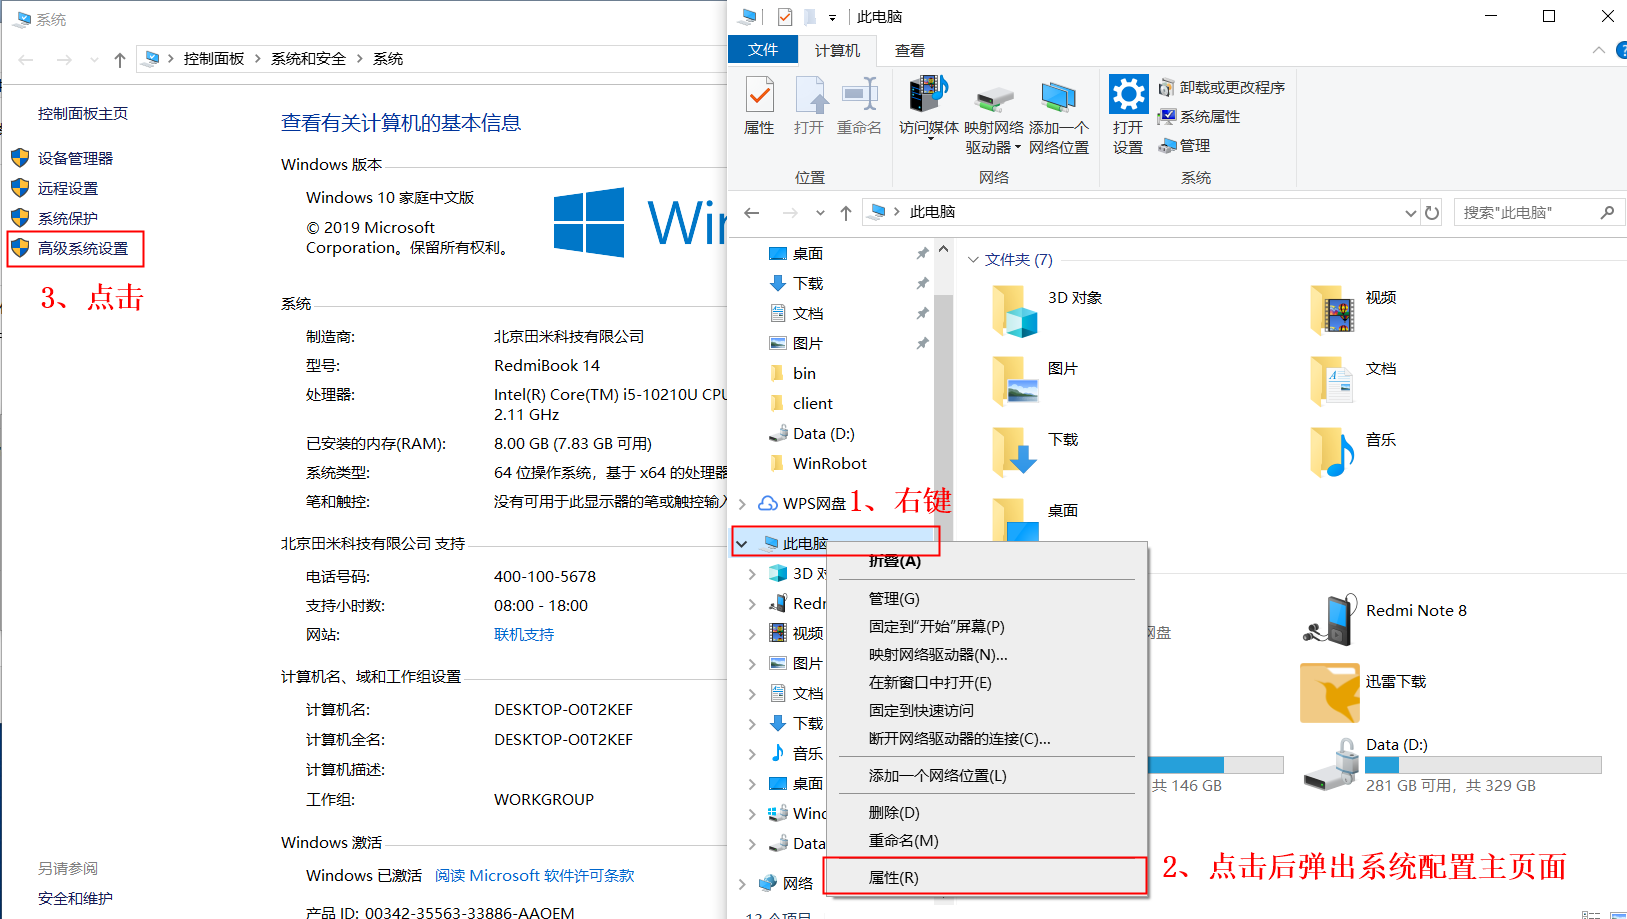 系统
控制面板 > 系统和安全 > 系统
控制面板主页
设备管理器
远程设置
系统保护
高级系统设置
3、点击
查看有关计算机的基本信息
Windows 版本
Windows 10 家庭中文版
© 2019 Microsoft
Corporation。保留所有权利。
Win
系统
制造商: 北京田米科技有限公司
型号: RedmiBook 14
处理器: Intel(R) Core(TM) i5-10210U CPU
2.11 GHz
已安装的内存(RAM): 8.00 GB (7.83 GB 可用)
系统类型: 64 位操作系统，基于 x64 的处理器
笔和触控: 没有可用于此显示器的笔或触控输入
北京田米科技有限公司 支持
电话号码: 400-100-5678
支持小时数: 08:00 - 18:00
网站: 联机支持
计算机名、域和工作组设置
计算机名: DESKTOP-O0T2KEF
计算机全名: DESKTOP-O0T2KEF
计算机描述:
工作组: WORKGROUP
Windows 激活
Windows 已激活 阅读 Microsoft 软件许可条款
产品 ID: 00342-35563-33886-AAOEM
另请参阅
安全和维护
此电脑
文件 计算机 查看
属性 打开 重命名
位置
访问媒体 映射网络驱动器 添加一个网络位置
网络
打开设置
卸载或更改程序
系统属性
管理
系统
此电脑
搜索"此电脑"
桌面
下载
文档
图片
bin
client
Data (D:)
WinRobot
WPS网盘
1、右键
此电脑
3D 对
Redr
视频
图片
文档
下载
音乐
桌面
Wind
Data
网络
文件夹 (7)
3D 对象
视频
图片
文档
下载
音乐
桌面
折叠(A)
管理(G)
固定到"开始"屏幕(P)
映射网络驱动器(N)...
在新窗口中打开(E)
固定到快速访问
断开网络驱动器的连接(C)...
添加一个网络位置(L)
删除(D)
重命名(M)
属性(R)
2、点击后弹出系统配置主页面
网盘
Redmi Note 8
迅雷下载
共 146 GB
Data (D:)
281 GB 可用，共 329 GB